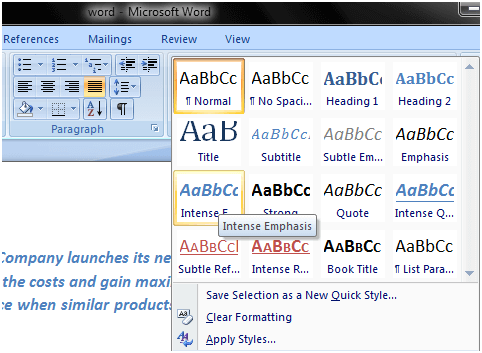 word - Microsoft Word
References Mailings Review View
AaBbCc AaBbCc AaBbCc AaBbCc
¶ Normal ¶ No Spaci... Heading 1 Heading 2
Paragraph
AaB AaBbCc. AaBbCc AaBbCc
Title Subtitle Subtle Em... Emphasis
AaBbCc AaBbCc AaBbCc AaBbCc
Intense E... Strong Quote Intense Q...
Intense Emphasis
AaBbCcI AaBbCc AaBbCc AaBbCc
Subtle Ref... Intense R... Book Title ¶ List Para...
Company launches its ne
the costs and gain maxi
ce when similar products
Save Selection as a New Quick Style...
Clear Formatting
Apply Styles...